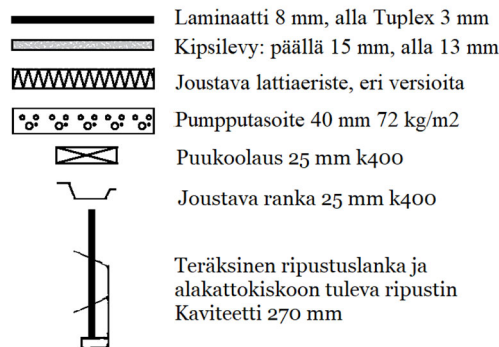 Laminaatti 8 mm, alla Tuplex 3 mm
Kipsilevy: päällä 15 mm, alla 13 mm
Joustava lattiaeriste, eri versioita
Pumpputasoite 40 mm 72 kg/m2
Puukoolaus 25 mm k400
Joustava ranka 25 mm k400
Teräksinen ripustuslanka ja
alakattokiskoon tuleva ripustin
Kaviteetti 270 mm